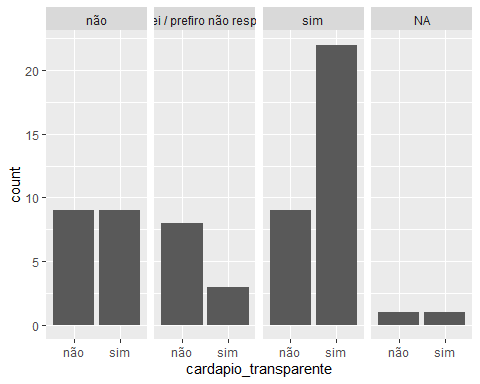 não
ei / prefiro não resp
sim
NA
count
20
15
10
5
0
não
sim
não
sim
não
sim
não
sim
cardapio_transparente